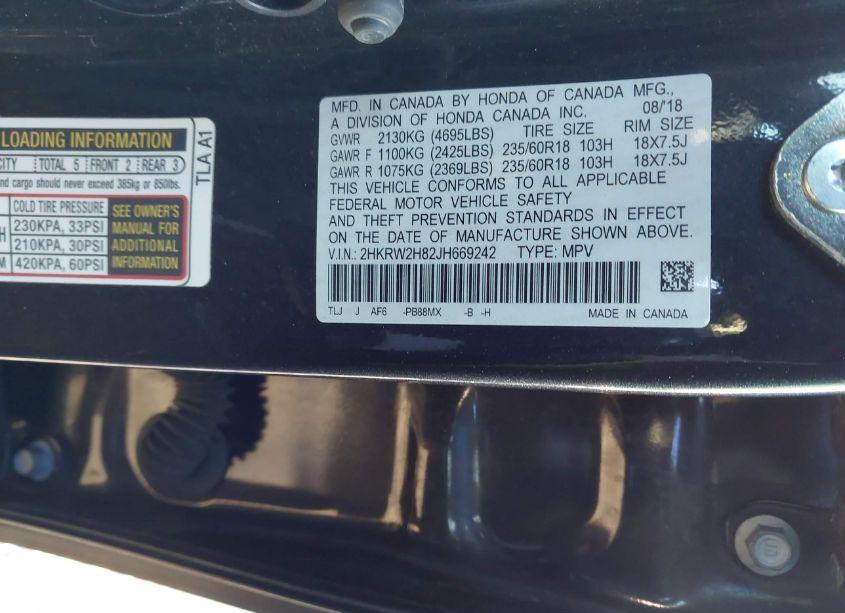 LOADING INFORMATION
CITY TOTAL 5 FRONT 2 REAR 3
and cargo should never exceed 385kg or 850lbs.
COLD TIRE PRESSURE
230KPA, 33PSI
210KPA, 30PSI
420KPA, 60PSI
SEE OWNER'S
MANUAL FOR
ADDITIONAL
INFORMATION
TLA A1
MFD. IN CANADA BY HONDA OF CANADA MFG.,
A DIVISION OF HONDA CANADA INC. 08/'18
GVWR 2130KG (4695LBS) TIRE SIZE RIM SIZE
GAWR F 1100KG (2425LBS) 235/60R18 103H 18X7.5J
GAWR R 1075KG (2369LBS) 235/60R18 103H 18X7.5J
THIS VEHICLE CONFORMS TO ALL APPLICABLE
FEDERAL MOTOR VEHICLE SAFETY
AND THEFT PREVENTION STANDARDS IN EFFECT
ON THE DATE OF MANUFACTURE SHOWN ABOVE.
V.I.N.: 2HKRW2H82JH669242 TYPE: MPV
TLJ J AF6 -PB88MX -B -H MADE IN CANADA